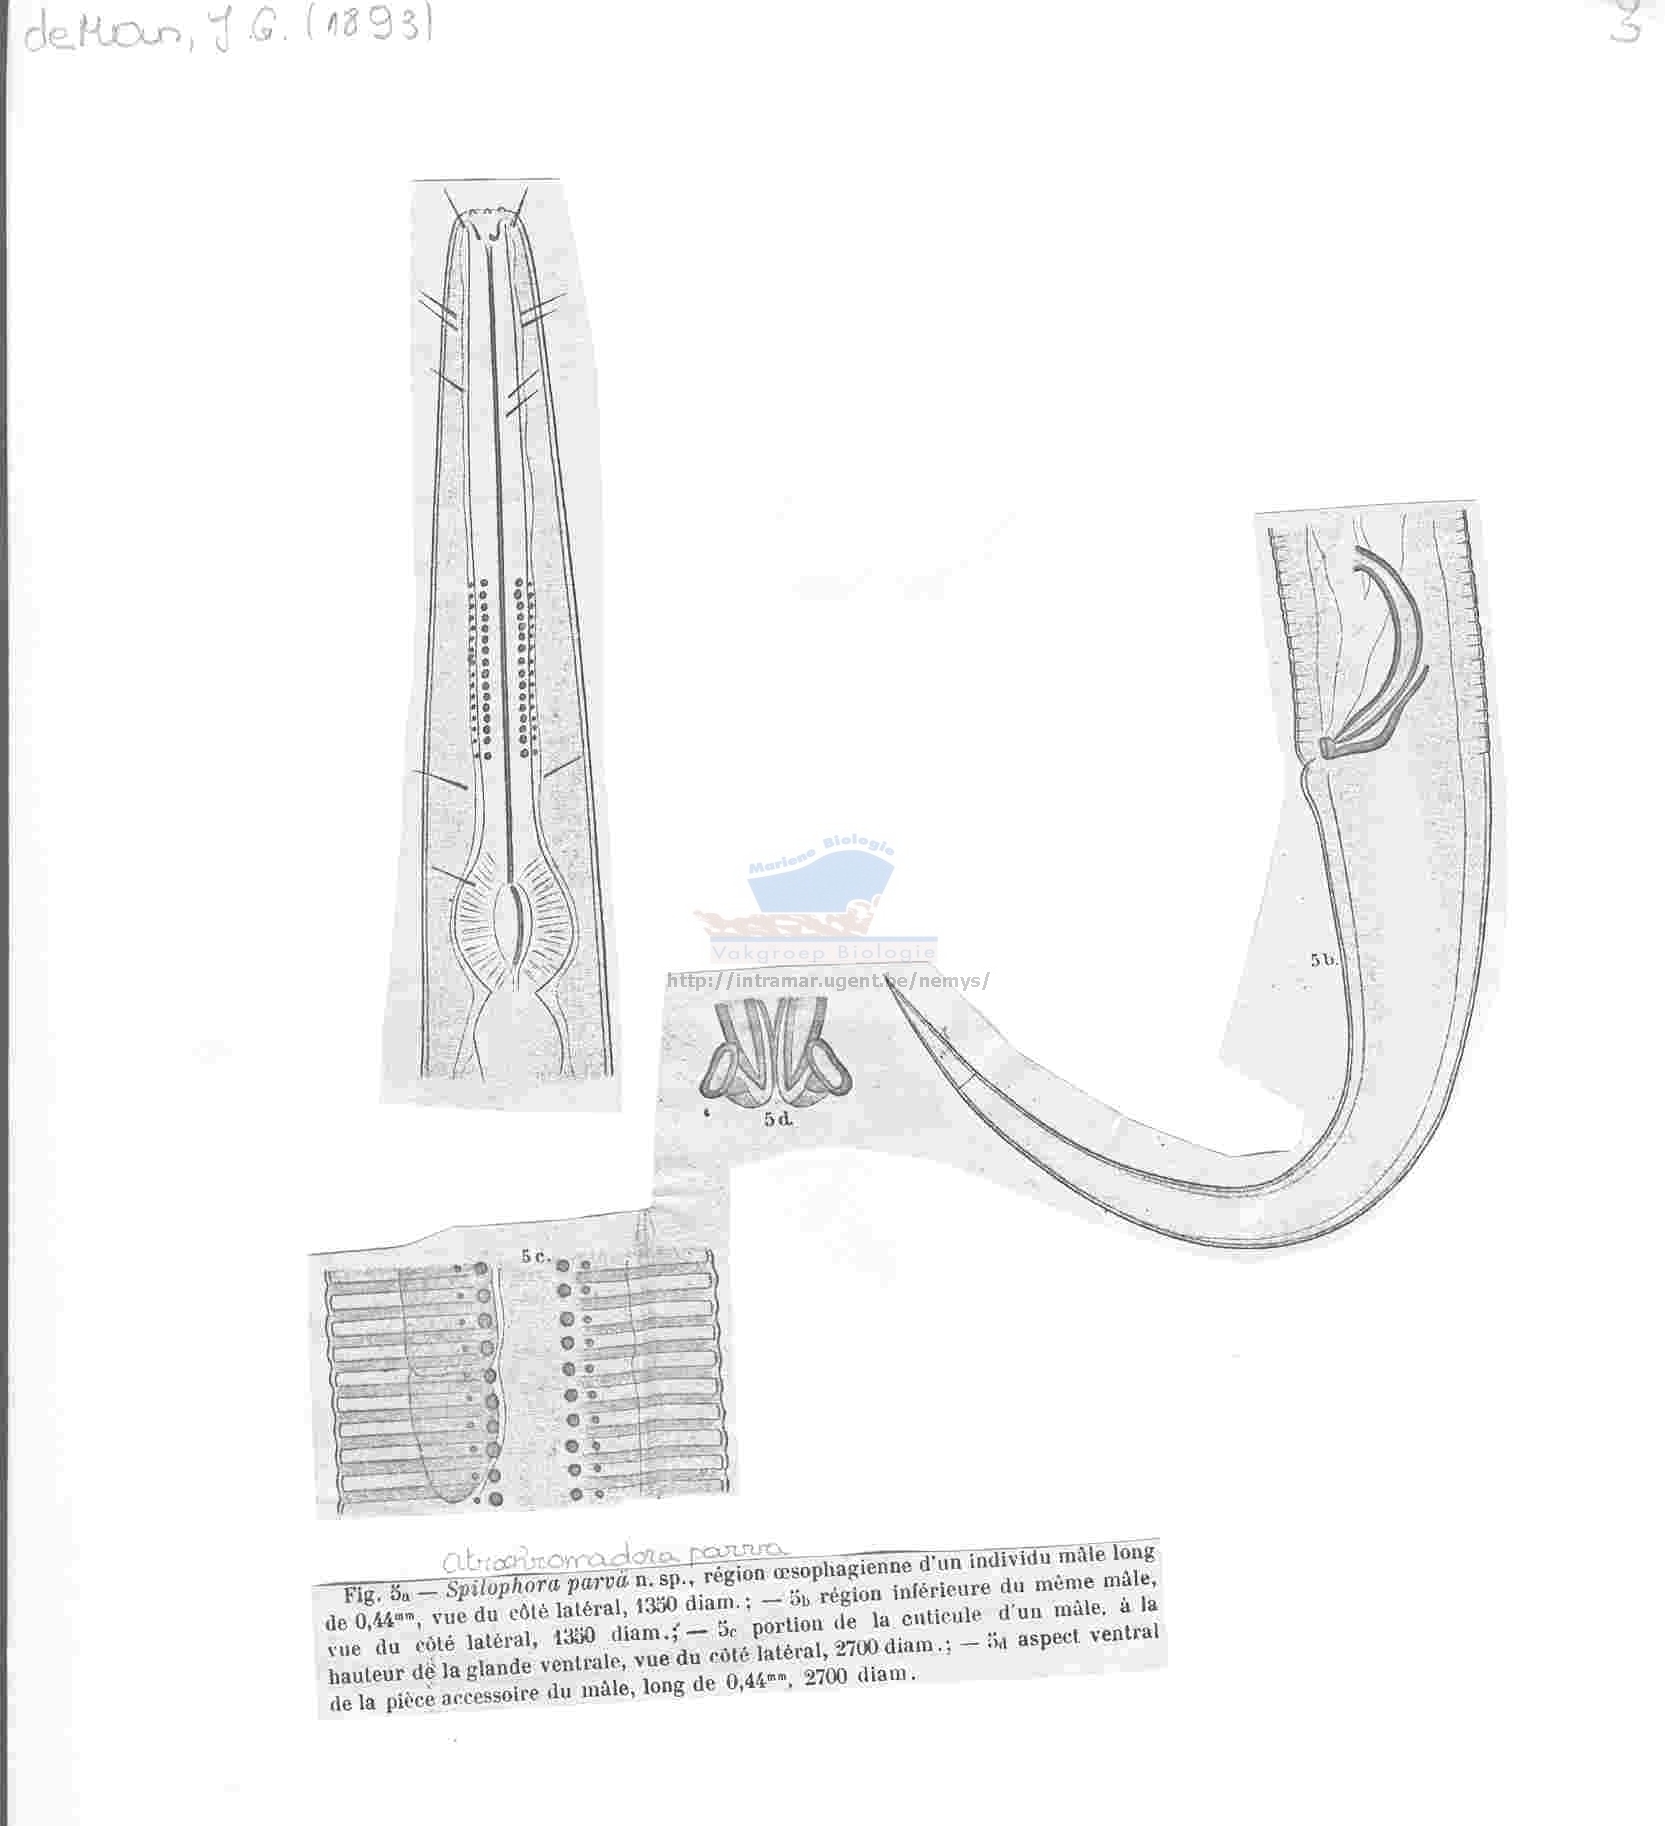 deMan, J G. (1893)
3
Mariene Biologie
Vakgroep Biologie
http://intramar.ugent.be/nemys/
5b.
5d.
5c.
atrochromadora parva
Fig. 5a — Spilophora parva n. sp., région œsophagienne d'un individu mâle long
de 0,44mm, vue du côté latéral, 1350 diam.; — 5b région inférieure du même mâle,
vue du côté latéral, 1350 diam.; — 5c portion de la cuticule d'un mâle, à la
hauteur de la glande ventrale, vue du côté latéral, 2700 diam.; — 5d aspect ventral
de la pièce accessoire du mâle, long de 0,44mm, 2700 diam.